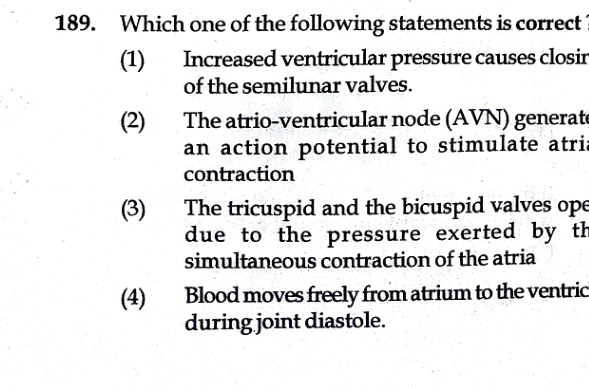 189. Which one of the following statements is correct ?
(1) Increased ventricular pressure causes closin
of the semilunar valves.
(2) The atrio-ventricular node (AVN) generate
an action potential to stimulate atria
contraction
(3) The tricuspid and the bicuspid valves ope
due to the pressure exerted by th
simultaneous contraction of the atria
(4) Blood moves freely from atrium to the ventric
during joint diastole.